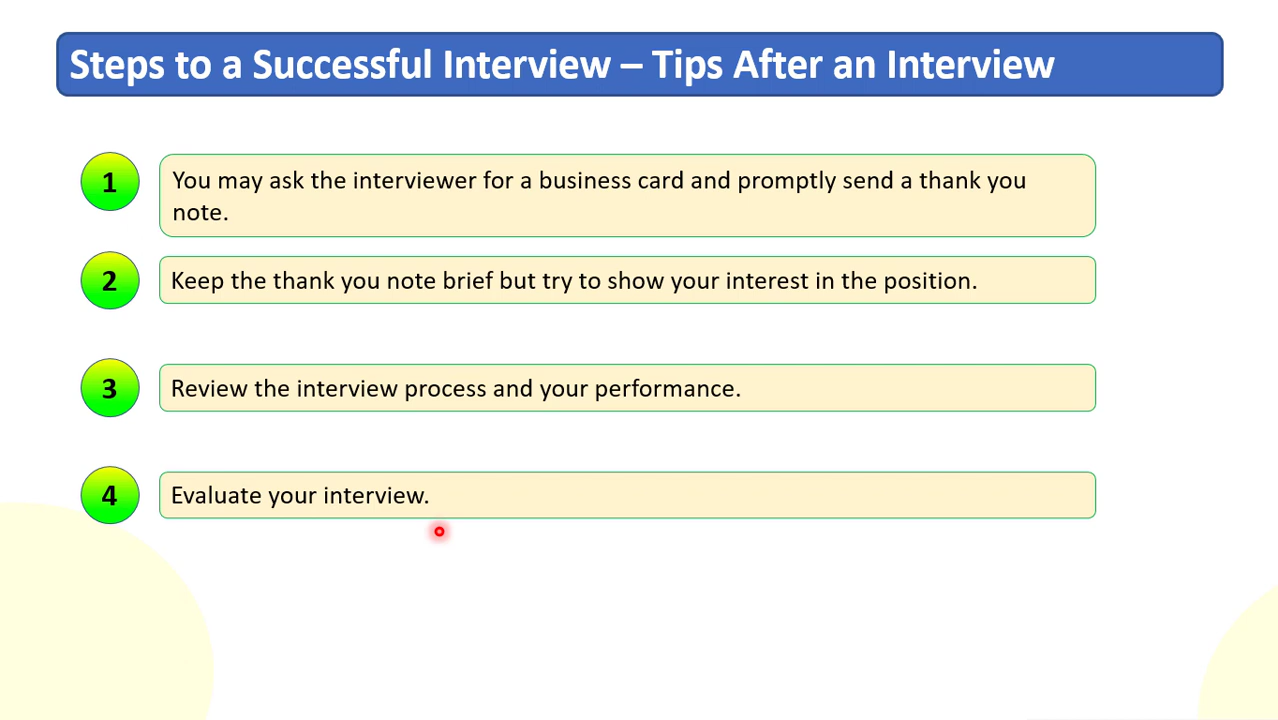 Steps to a Successful Interview – Tips After an Interview
1
You may ask the interviewer for a business card and promptly send a thank you
note.
2
Keep the thank you note brief but try to show your interest in the position.
3
Review the interview process and your performance.
4
Evaluate your interview.